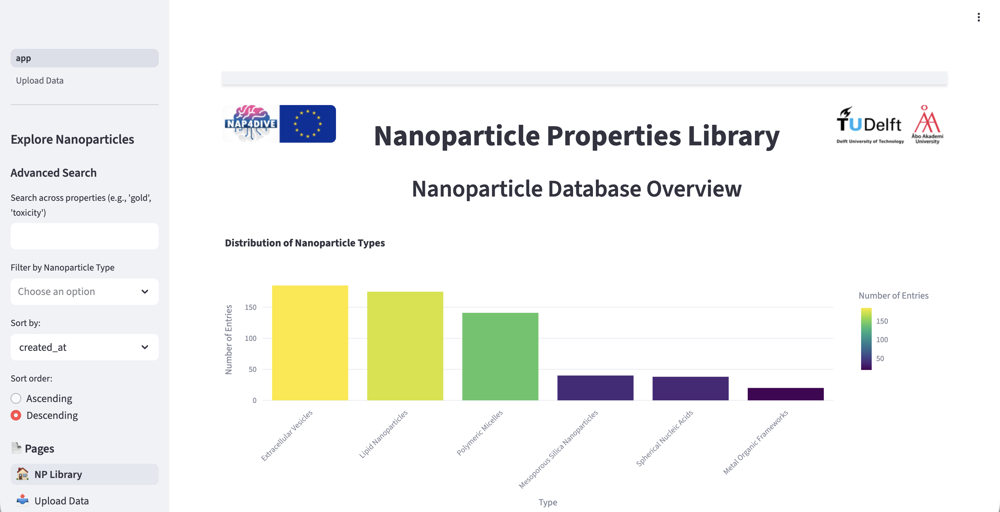 app
Upload Data
Explore Nanoparticles
Advanced Search
Search across properties (e.g., 'gold',
'toxicity')
Filter by Nanoparticle Type
Choose an option
Sort by:
created_at
Sort order:
Ascending
Descending
Pages
NP Library
Upload Data
NAP4DIVE
Nanoparticle Properties Library
TUDelft
Delft University of Technology
Åbo Akademi
University
Nanoparticle Database Overview
Distribution of Nanoparticle Types
Number of Entries
150
100
50
0
Extracellular Vesicles
Lipid Nanoparticles
Polymeric Micelles
Mesoporous Silica Nanoparticles
Spherical Nucleic Acids
Metal Organic Frameworks
Type
Number of Entries
150
100
50